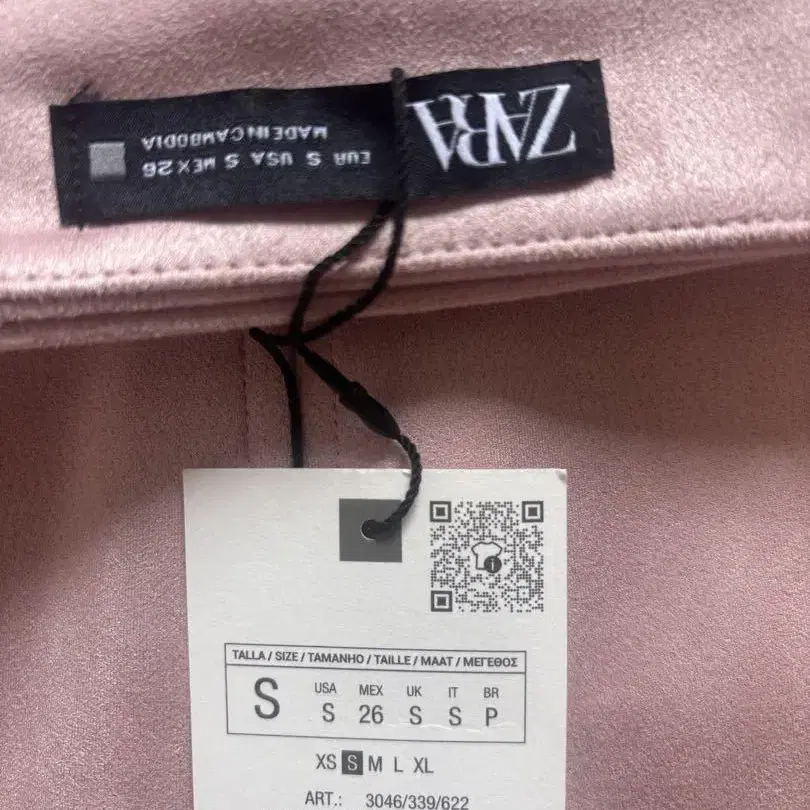 ZARA
EUR S USA S MEX 26
MADE IN CAMBODIA
TALLA / SIZE / TAMANHO / TAILLE / MAAT / ΜΕΓΕΘΟΣ
S
USA MEX UK IT BR
S 26 S S P
XS S M L XL
ART.: 3046/339/622